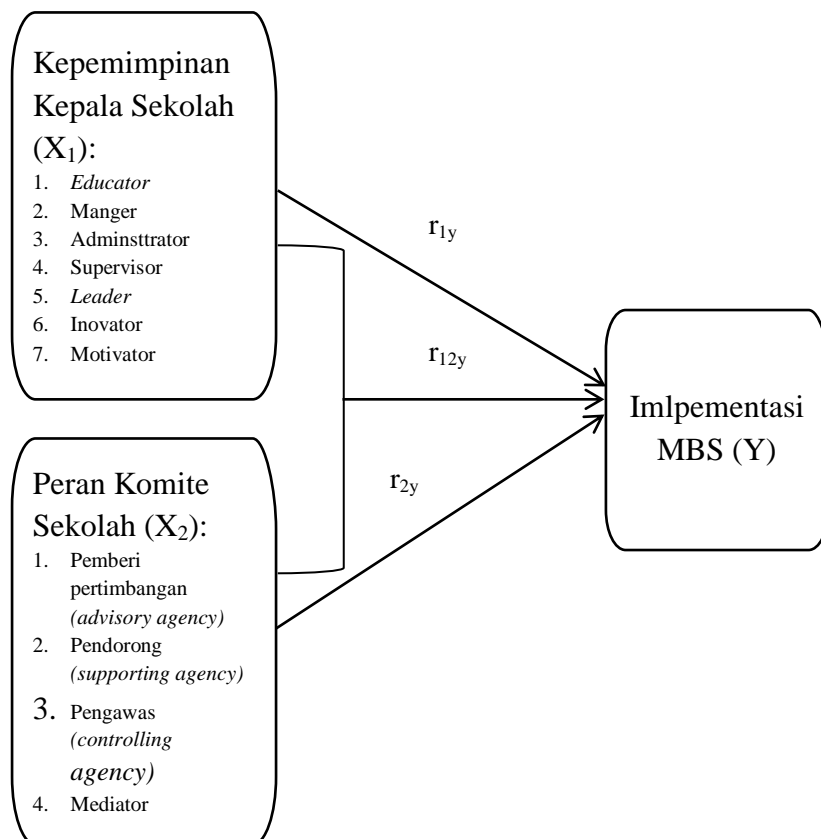 Kepemimpinan
Kepala Sekolah
(X₁):
1. Educator
2. Manger
3. Adminsttrator
4. Supervisor
5. Leader
6. Inovator
7. Motivator
r₁y
r₁₂y
r₂y
Imlpementasi
MBS (Y)
Peran Komite
Sekolah (X₂):
1. Pemberi
pertimbangan
(advisory agency)
2. Pendorong
(supporting agency)
3. Pengawas
(controlling
agency)
4. Mediator